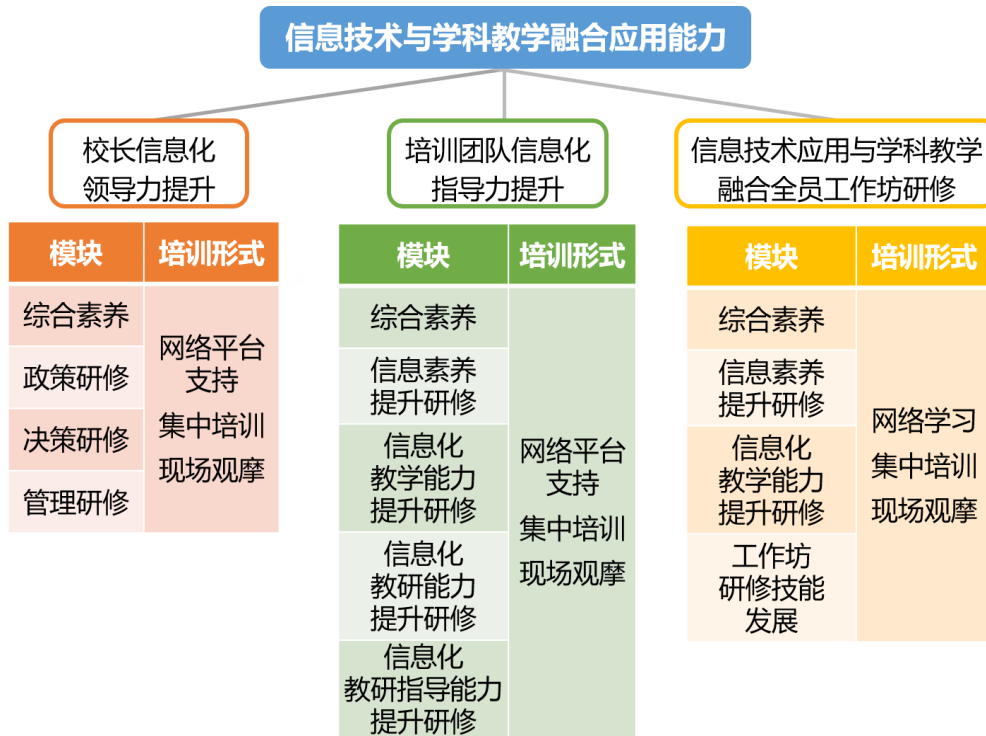 信息技术与学科教学融合应用能力
校长信息化
领导力提升
模块
培训形式
综合素养
政策研修
决策研修
管理研修
网络平台
支持
集中培训
现场观摩
培训团队信息化
指导力提升
模块
培训形式
综合素养
信息素养
提升研修
信息化
教学能力
提升研修
信息化
教研能力
提升研修
信息化
教研指导能力
提升研修
网络平台
支持
集中培训
现场观摩
信息技术应用与学科教学
融合全员工作坊研修
模块
培训形式
综合素养
信息素养
提升研修
信息化
教学能力
提升研修
工作坊
研修技能
发展
网络学习
集中培训
现场观摩